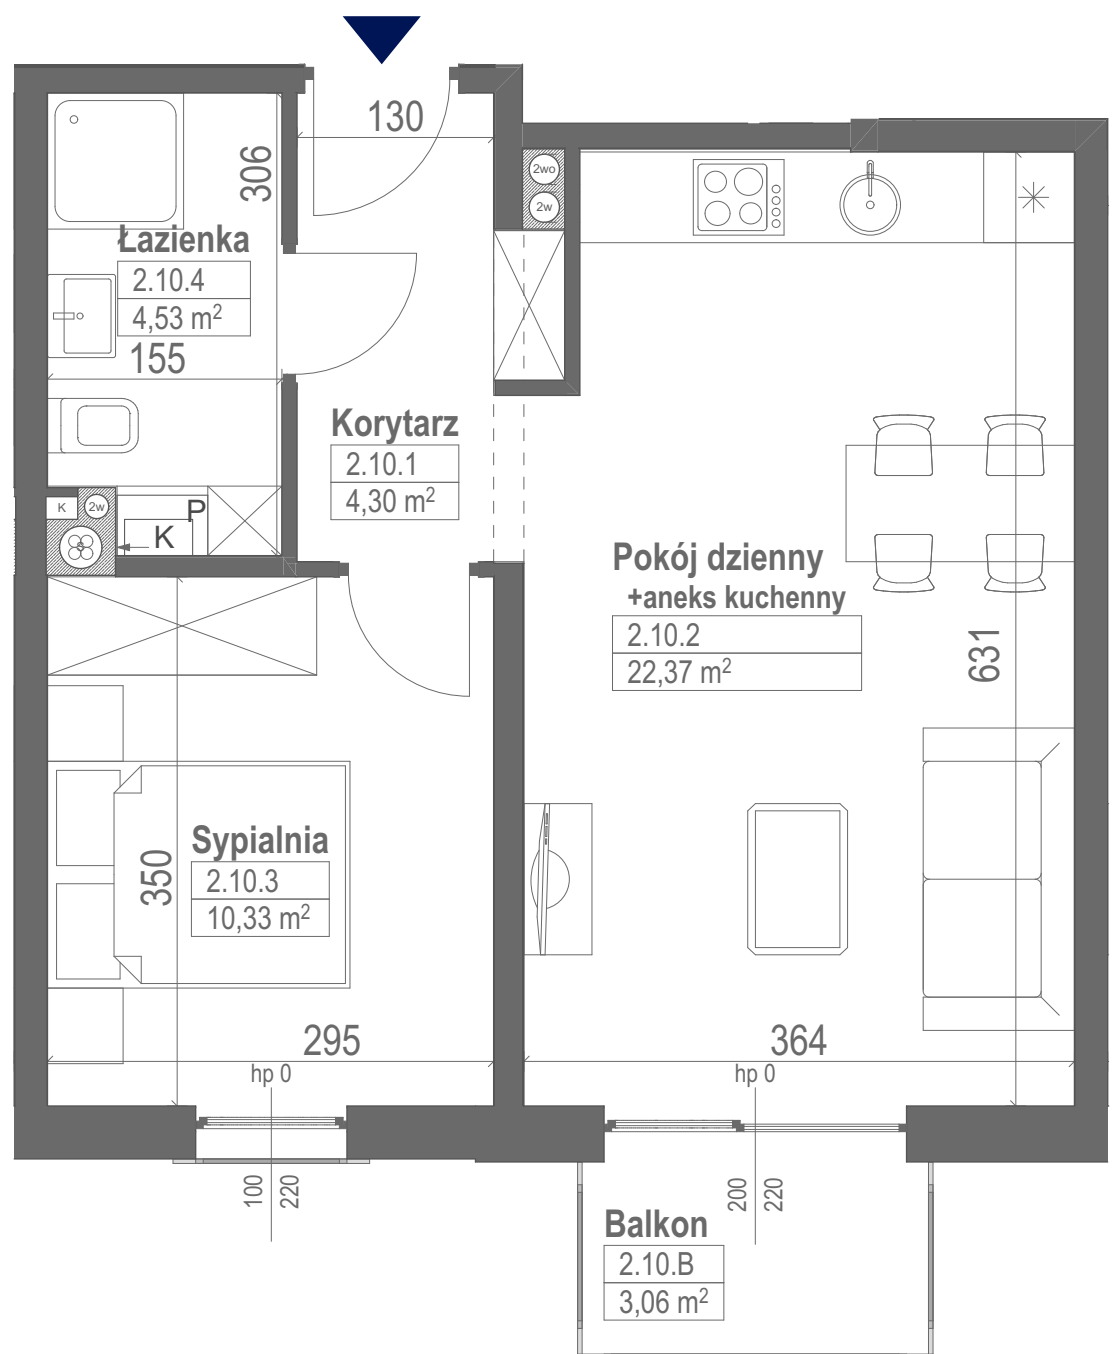 130
306
2wo
2w
Łazienka
2.10.4
4,53 m²
155
Korytarz
2.10.1
4,30 m²
K
2w
P
K
Pokój dzienny
+aneks kuchenny
2.10.2
22,37 m²
631
Sypialnia
2.10.3
10,33 m²
350
295
hp 0
364
hp 0
100
220
200
220
Balkon
2.10.B
3,06 m²